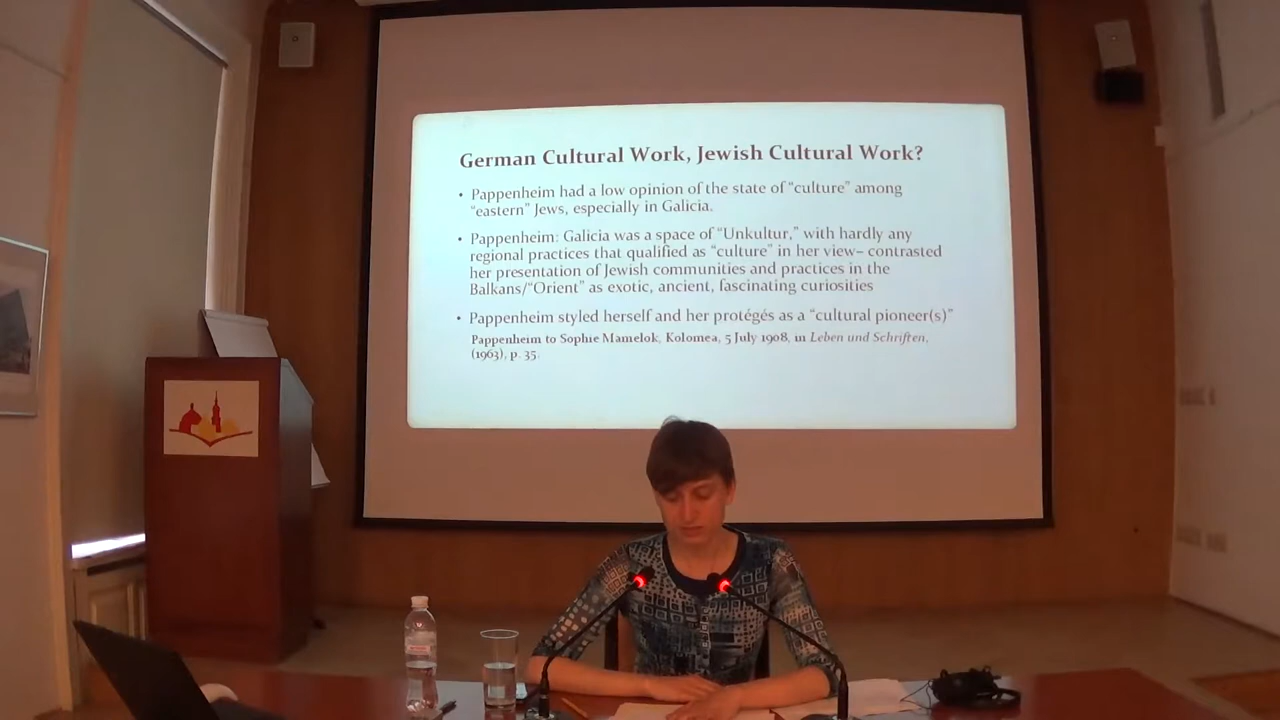 German Cultural Work, Jewish Cultural Work?
• Pappenheim had a low opinion of the state of "culture" among
"eastern" Jews, especially in Galicia.
• Pappenheim: Galicia was a space of "Unkultur," with hardly any
regional practices that qualified as "culture" in her view– contrasted
her presentation of Jewish communities and practices in the
Balkans/"Orient" as exotic, ancient, fascinating curiosities
• Pappenheim styled herself and her protégés as a "cultural pioneer(s)"
Pappenheim to Sophie Mamelok, Kolomea, 5 July 1908, in Leben und Schriften,
(1963), p. 35.